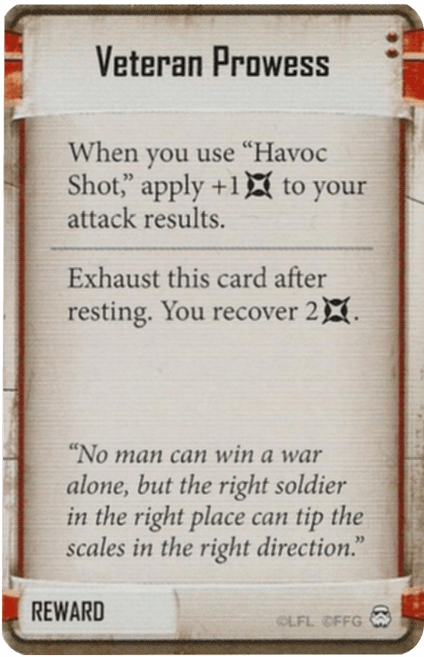 Veteran Prowess
When you use “Havoc
Shot,” apply +1 to your
attack results.
Exhaust this card after
resting. You recover 2.
“No man can win a war
alone, but the right soldier
in the right place can tip the
scales in the right direction.”
REWARD
©LFL ©FFG